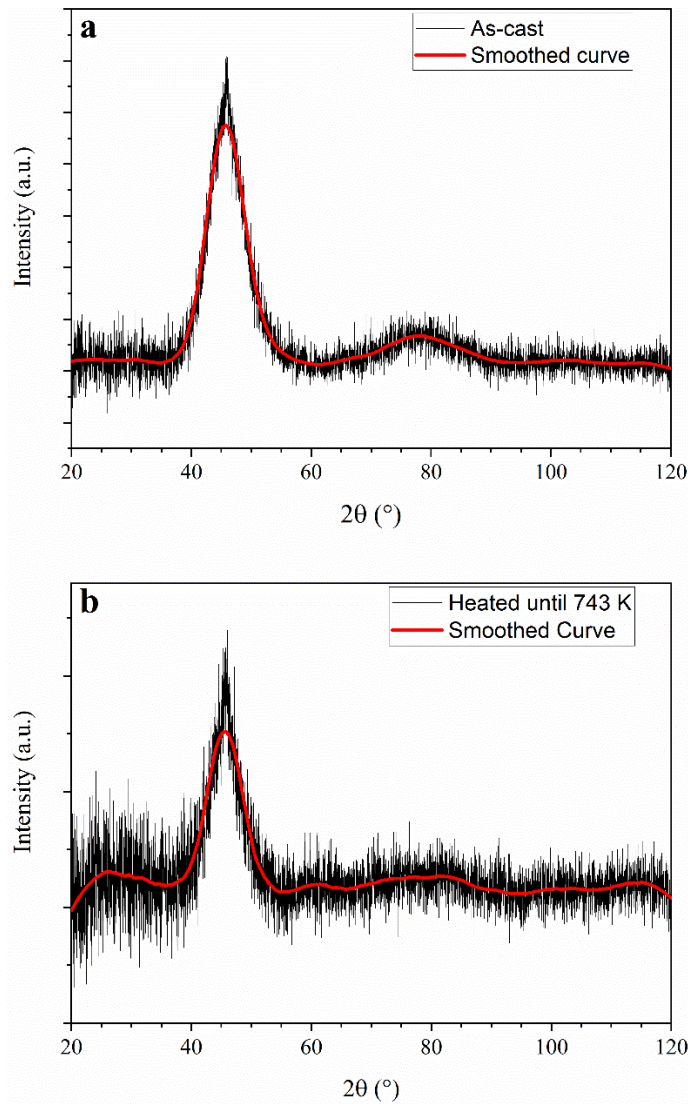 a
As-cast
Smoothed curve
Intensity (a.u.)
20 40 60 80 100 120
2θ (°)
b
Heated until 743 K
Smoothed Curve
Intensity (a.u.)
20 40 60 80 100 120
2θ (°)